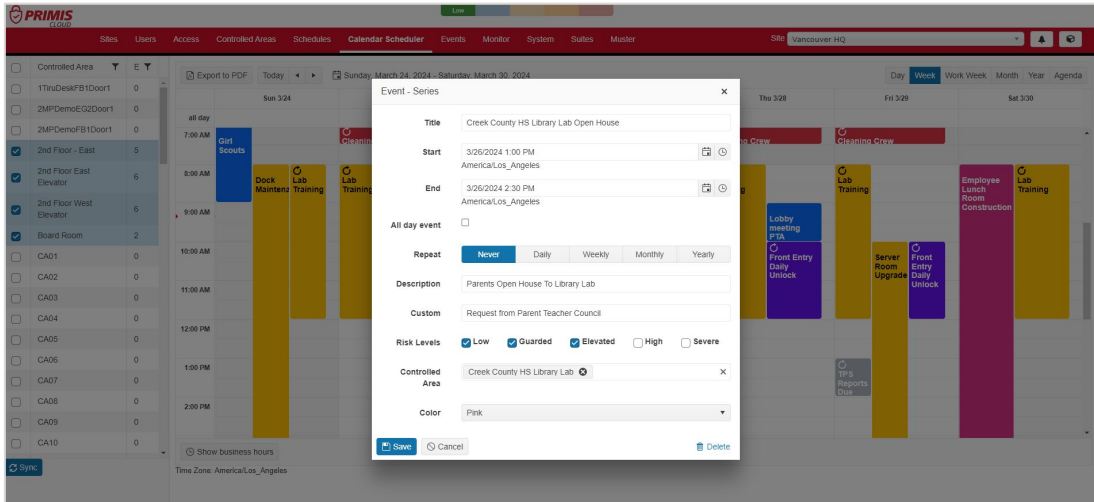 PRIMIS
CLOUD
Low
Sites Users Access Controlled Areas Schedules Calendar Scheduler Events Monitor System Suites Muster
Site Vancouver HQ
Controlled Area E
1TiruDeskFB1Door1 0
2MPDemoEG2Door1 0
2MPDemoFB1Door1 0
2nd Floor - East 5
2nd Floor East
Elevator 6
2nd Floor West
Elevator 6
Board Room 2
CA01 0
CA02 0
CA03 0
CA04 0
CA05 0
CA06 0
CA07 0
CA08 0
CA09 0
CA10 0
Sync
Export to PDF Today Sunday, March 24, 2024 - Saturday, March 30, 2024
Day Week Work Week Month Year Agenda
Sun 3/24 Thu 3/28 Fri 3/29 Sat 3/30
all day
7:00 AM
8:00 AM
9:00 AM
10:00 AM
11:00 AM
12:00 PM
1:00 PM
2:00 PM
Girl
Scouts
Dock
Maintena
Lab
Training
Cleanin
Lab
Training
Crew
Lobby
meeting
PTA
Front Entry
Daily
Unlock
Cleaning Crew
Lab
Training
Server
Room
Upgrade
Front
Entry
Daily
Unlock
TPS
Reports
Due
Employee
Lunch
Room
Construction
Lab
Training
Show business hours
Time Zone: America/Los_Angeles
Event - Series
Title Creek County HS Library Lab Open House
Start 3/26/2024 1:00 PM
America/Los_Angeles
End 3/26/2024 2:30 PM
America/Los_Angeles
All day event
Repeat Never Daily Weekly Monthly Yearly
Description Parents Open House To Library Lab
Custom Request from Parent Teacher Council
Risk Levels Low Guarded Elevated High Severe
Controlled
Area Creek County HS Library Lab
Color Pink
Save Cancel Delete